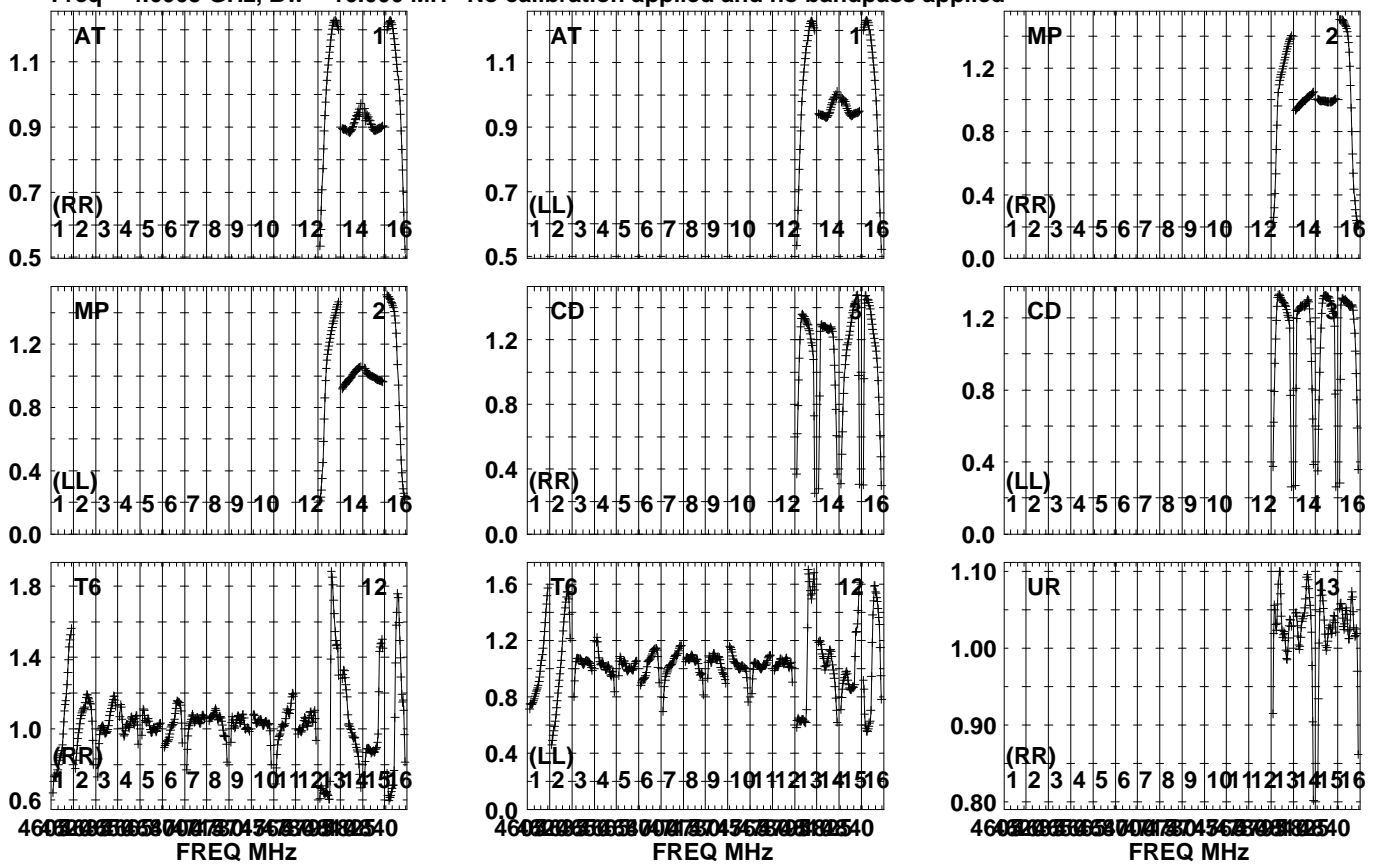 No calibration applied and no bandpass applied
AT 1
1.1
0.9
0.7
0.5
(RR)
1 2 3 4 5 6 7 8 9 10 12 14 16
AT 1
1.1
0.9
0.7
0.5
(LL)
1 2 3 4 5 6 7 8 9 10 12 14 16
MP 2
1.2
0.8
0.4
0.0
(RR)
1 2 3 4 5 6 7 8 9 10 12 14 16
MP 2
1.2
0.8
0.4
0.0
(LL)
1 2 3 4 5 6 7 8 9 10 12 14 16
CD 3
1.2
0.8
0.4
0.0
(RR)
1 2 3 4 5 6 7 8 9 10 12 14 16
CD 3
1.2
0.8
0.4
0.0
(LL)
1 2 3 4 5 6 7 8 9 10 12 14 16
T6 12
1.8
1.4
1.0
0.6
(RR)
1 2 3 4 5 6 7 8 9 10 11 12 13 14 15 16
FREQ MHz
T6 12
1.6
1.2
0.8
0.4
0.0
(LL)
1 2 3 4 5 6 7 8 9 10 11 12 13 14 15 16
FREQ MHz
UR 13
1.10
1.00
0.90
0.80
(RR)
1 2 3 4 5 6 7 8 9 10 11 12 13 14 15 16
FREQ MHz